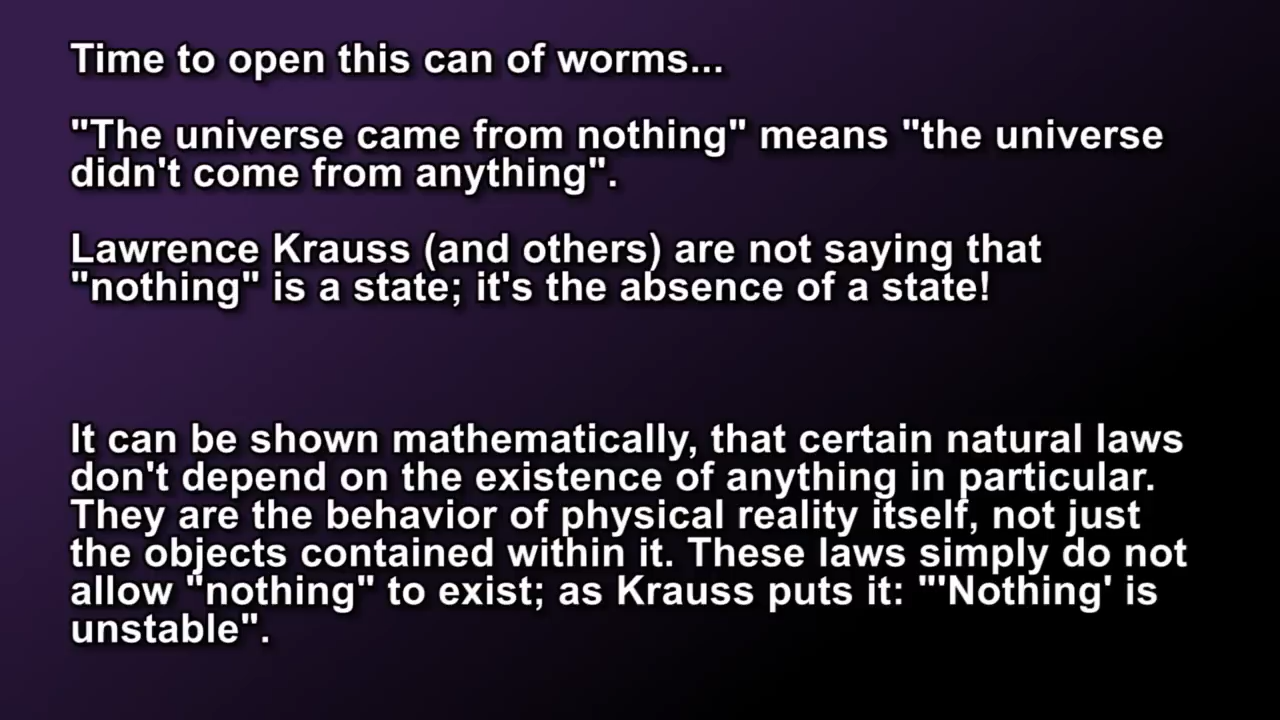 Time to open this can of worms...
"The universe came from nothing" means "the universe
didn't come from anything".
Lawrence Krauss (and others) are not saying that
"nothing" is a state; it's the absence of a state!
It can be shown mathematically, that certain natural laws
don't depend on the existence of anything in particular.
They are the behavior of physical reality itself, not just
the objects contained within it. These laws simply do not
allow "nothing" to exist; as Krauss puts it: "'Nothing' is
unstable".